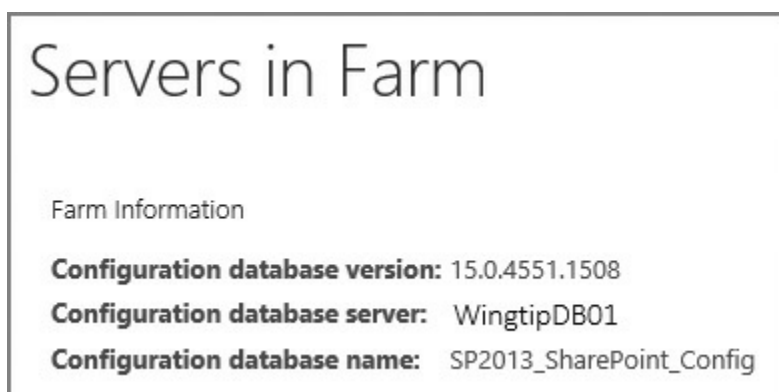 Servers in Farm
Farm Information
Configuration database version: 15.0.4551.1508
Configuration database server: WingtipDB01
Configuration database name: SP2013_SharePoint_Config